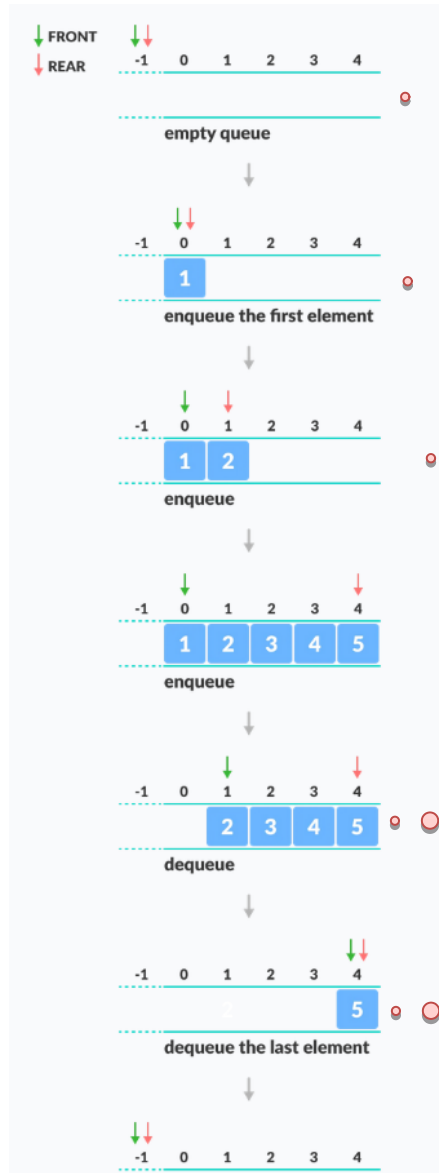 FRONT
REAR
-1 0 1 2 3 4
empty queue
-1 0 1 2 3 4
1
enqueue the first element
-1 0 1 2 3 4
1 2
enqueue
-1 0 1 2 3 4
1 2 3 4 5
enqueue
-1 0 1 2 3 4
2 3 4 5
dequeue
-1 0 1 2 3 4
2 5
dequeue the last element
-1 0 1 2 3 4